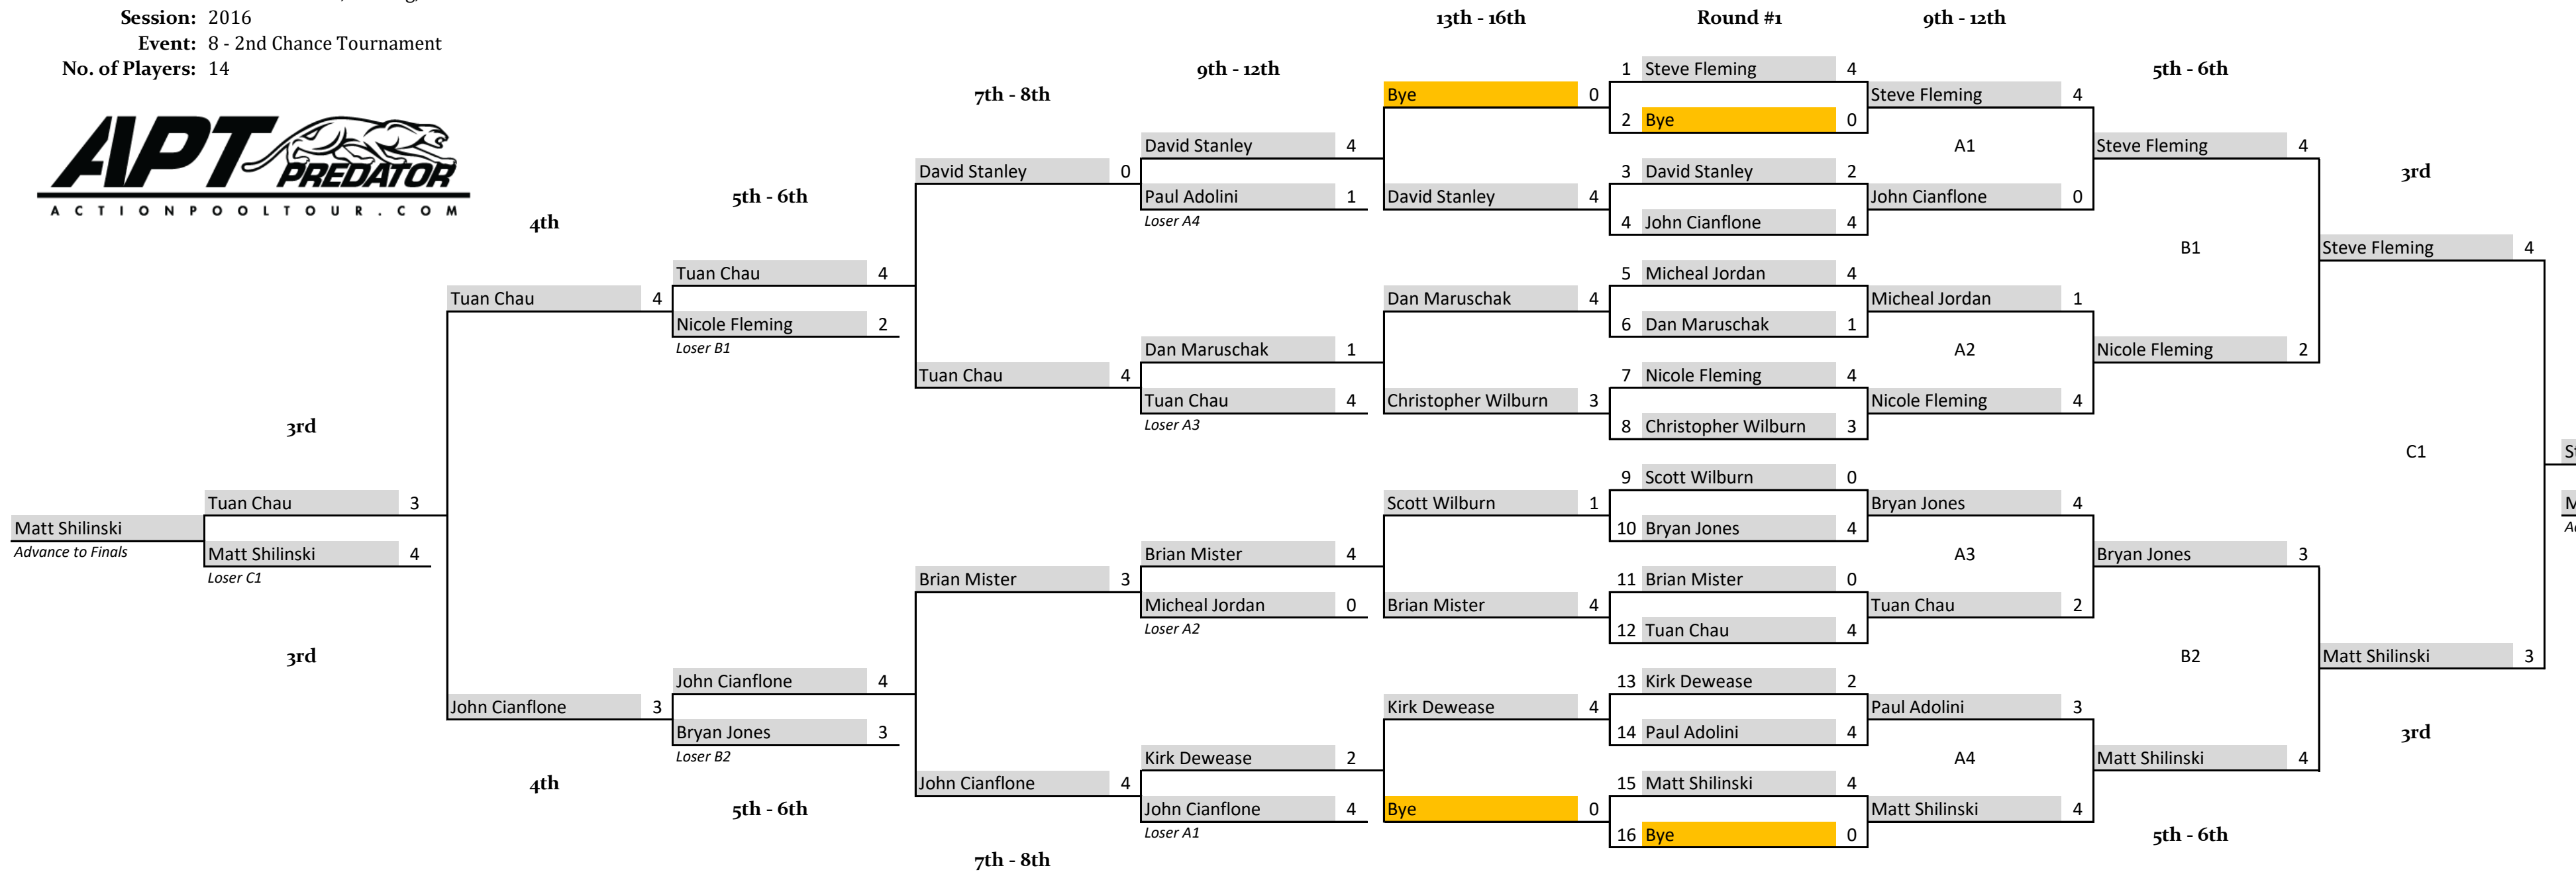 Session: 2016
Event: 8 - 2nd Chance Tournament
No. of Players: 14
APT PREDATOR
ACTIONPOOLTOUR.COM
3rd
Matt Shilinski
Advance to Finals
Tuan Chau 3
Matt Shilinski 4
Loser C1
3rd
4th
Tuan Chau 4
John Cianflone 3
4th
5th - 6th
Tuan Chau 4
Nicole Fleming 2
Loser B1
John Cianflone 4
Bryan Jones 3
Loser B2
5th - 6th
7th - 8th
David Stanley 0
Tuan Chau 4
Brian Mister 3
John Cianflone 4
7th - 8th
9th - 12th
David Stanley 4
Paul Adolini 1
Loser A4
Dan Maruschak 1
Tuan Chau 4
Loser A3
Brian Mister 4
Micheal Jordan 0
Loser A2
Kirk Dewease 2
John Cianflone 4
Loser A1
13th - 16th
Bye 0
David Stanley 4
Dan Maruschak 4
Christopher Wilburn 3
Scott Wilburn 1
Brian Mister 4
Kirk Dewease 4
Bye 0
Round #1
1 Steve Fleming 4
2 Bye 0
3 David Stanley 2
4 John Cianflone 4
5 Micheal Jordan 4
6 Dan Maruschak 1
7 Nicole Fleming 4
8 Christopher Wilburn 3
9 Scott Wilburn 0
10 Bryan Jones 4
11 Brian Mister 0
12 Tuan Chau 4
13 Kirk Dewease 2
14 Paul Adolini 4
15 Matt Shilinski 4
16 Bye 0
9th - 12th
Steve Fleming 4
A1
John Cianflone 0
Micheal Jordan 1
A2
Nicole Fleming 4
Bryan Jones 4
A3
Tuan Chau 2
Paul Adolini 3
A4
Matt Shilinski 4
5th - 6th
Steve Fleming 4
B1
Nicole Fleming 2
Bryan Jones 3
B2
Matt Shilinski 4
5th - 6th
3rd
Steve Fleming 4
C1
Matt Shilinski 3
3rd